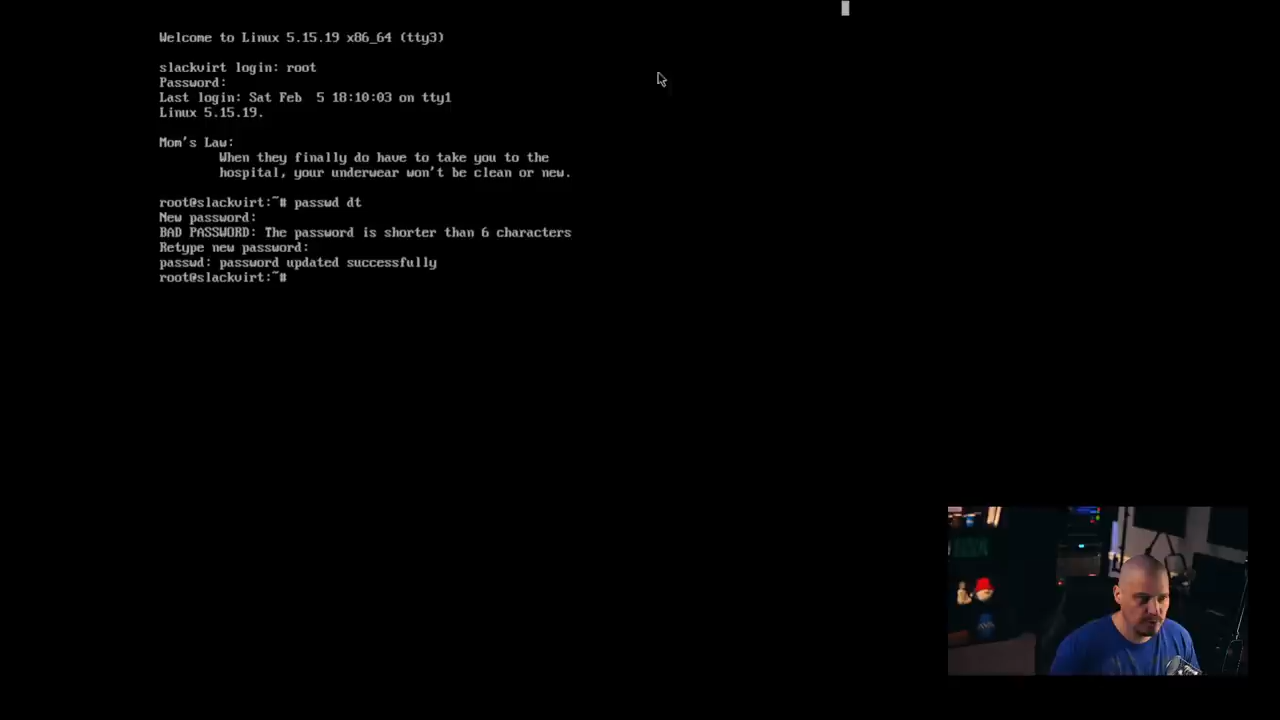 Welcome to Linux 5.15.19 x86_64 (tty3)
slackvirt login: root
Password:
Last login: Sat Feb  5 18:10:03 on tty1
Linux 5.15.19.
Mom's Law:
When they finally do have to take you to the
hospital, your underwear won't be clean or new.
root@slackvirt:~# passwd dt
New password:
BAD PASSWORD: The password is shorter than 6 characters
Retype new password:
passwd: password updated successfully
root@slackvirt:~#